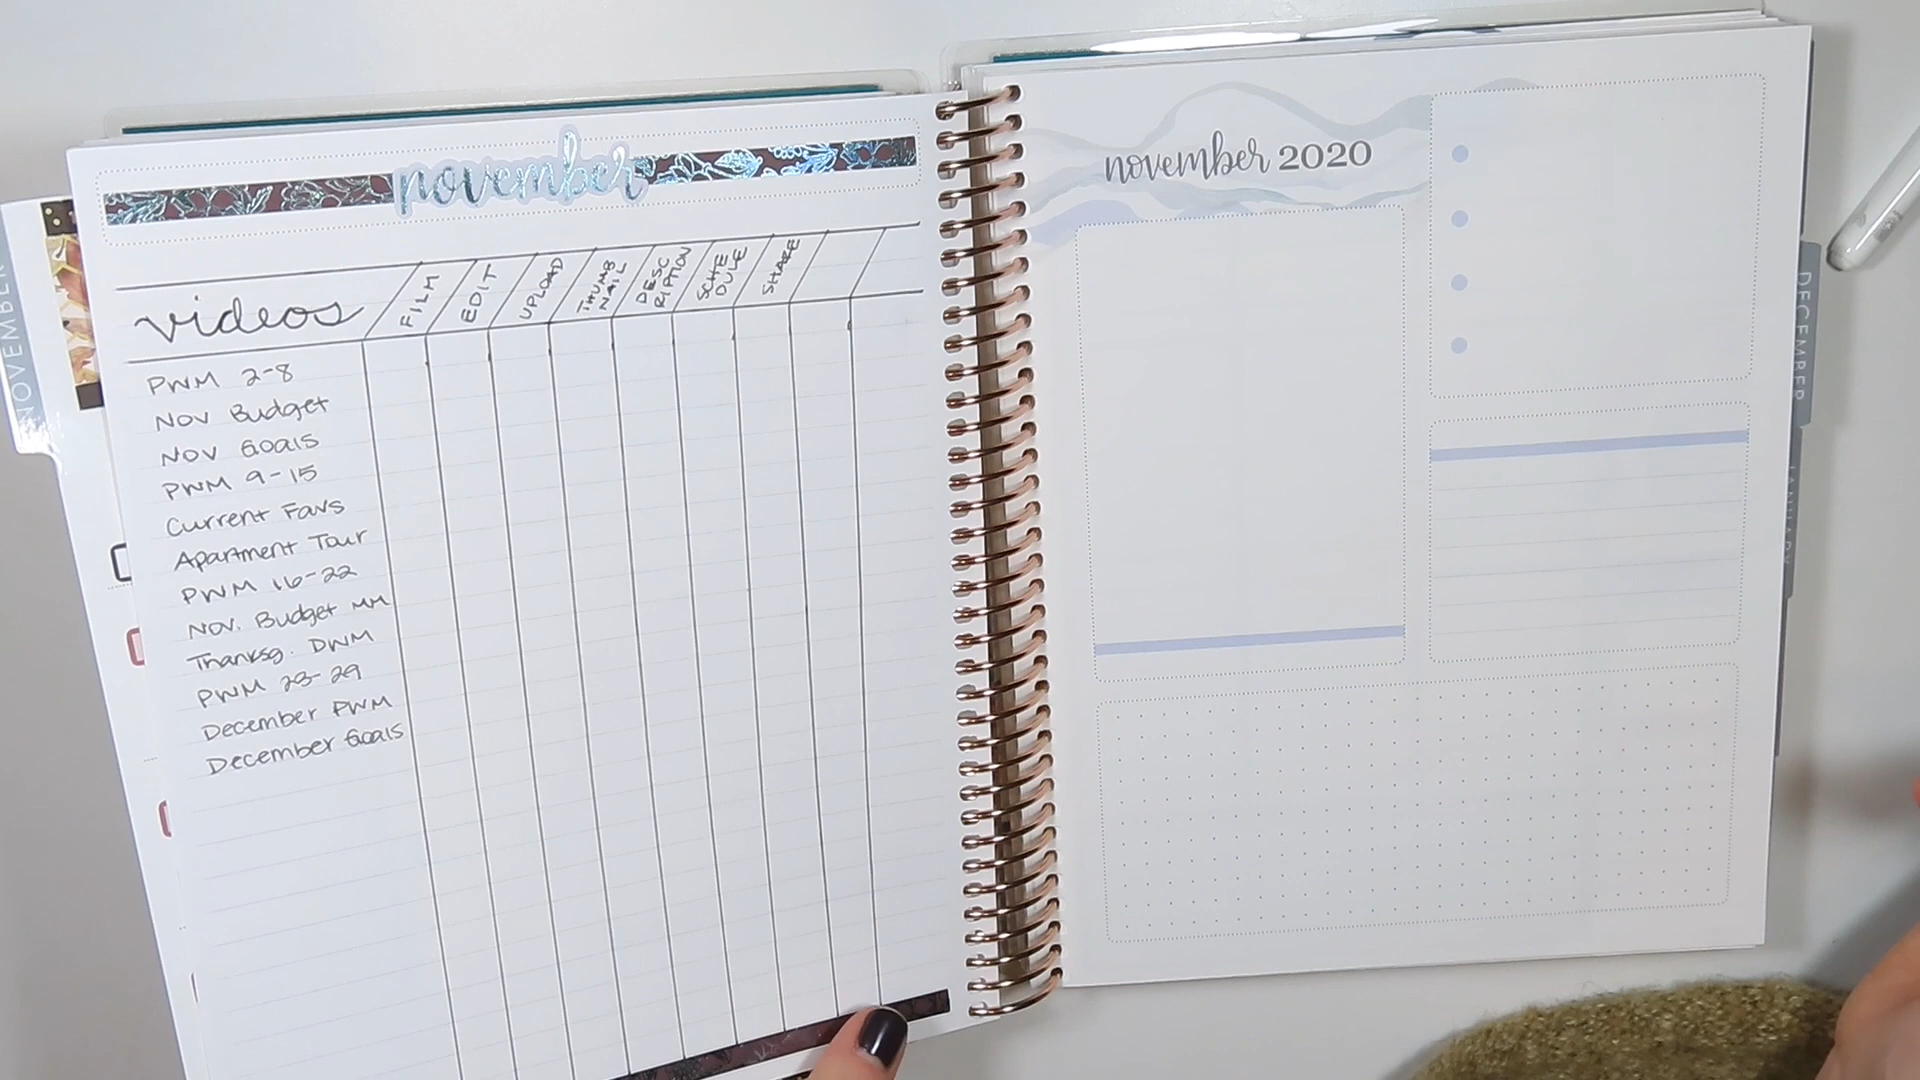 november
videos
FILM
EDIT
UPLOAD
THUMB
NAIL
DESC
RIPTION
SCHE
DULE
SHARE
PWM 2-8
Nov Budget
Nov Goals
PWM 9-15
Current Favs
Apartment Tour
PWM 16-22
Nov. Budget MM
Thanksg. DWM
PWM 23-29
December PWM
December Goals
NOVEMBER
november 2020
DECEMBER
JANUARY